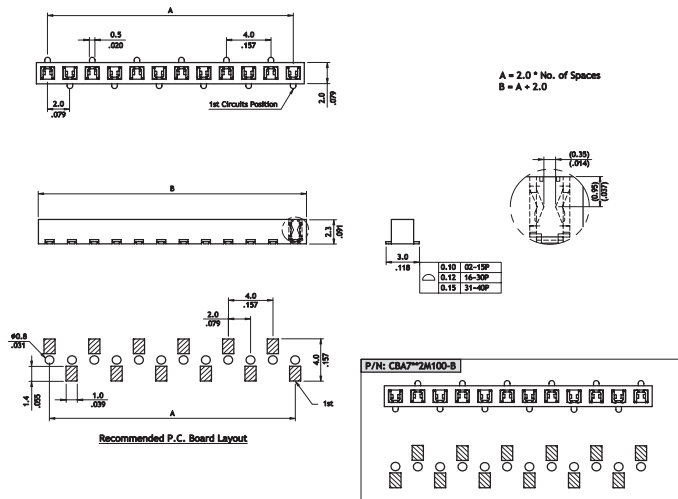 A
0.5
.020
4.0
.157
2.0
.079
1st Circuits Position
2.0
.079
A = 2.0 * No. of Spaces
B = A + 2.0
(0.35)
(.014)
(0.95)
(.037)
B
2.3
.091
3.0
.118
0.10 02~15P
0.12 16~30P
0.15 31~40P
4.0
.157
2.0
.079
ø0.8
.031
4.0
.157
1.4
.055
1.0
.039
1st
A
Recommended P.C. Board Layout
P/N: CBA7**2M100-B